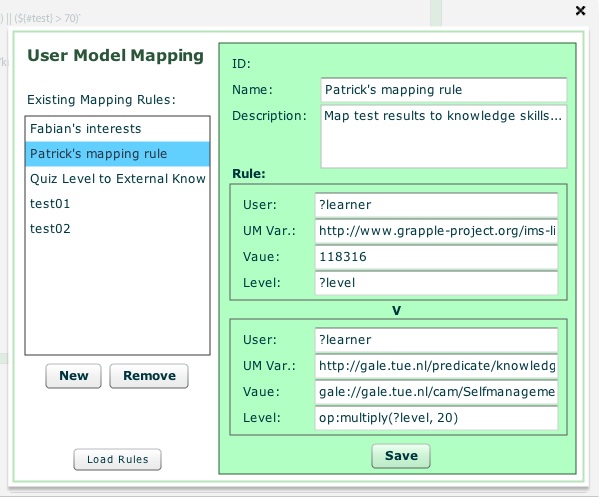 ) || (${#test} > 70)`
User Model Mapping
Existing Mapping Rules:
Fabian's interests
Patrick's mapping rule
Quiz Level to External Know
test01
test02
New
Remove
Load Rules
ID:
Name: Patrick's mapping rule
Description: Map test results to knowledge skills...
Rule:
User: ?learner
UM Var.: http://www.grapple-project.org/ims-li
Vaue: 118316
Level: ?level
V
User: ?learner
UM Var.: http://gale.tue.nl/predicate/knowledg
Vaue: gale://gale.tue.nl/cam/Selfmanageme
Level: op:multiply(?level, 20)
Save